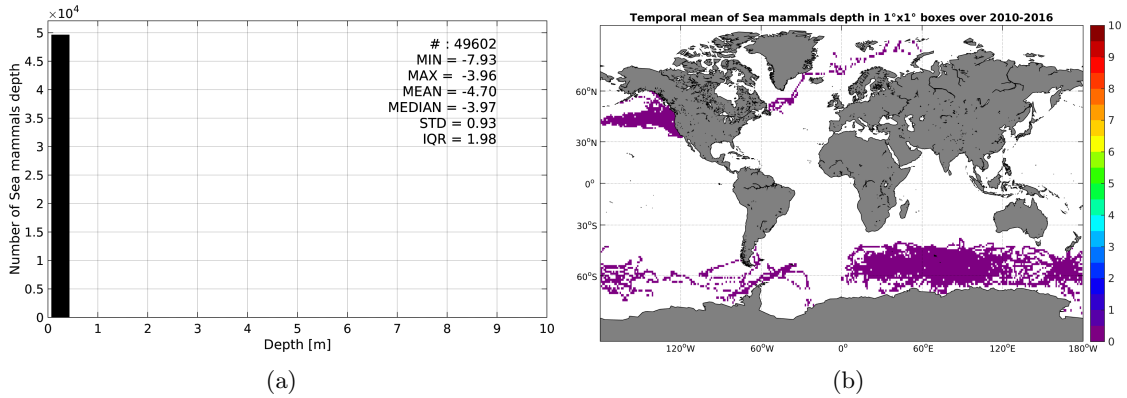 ×10⁴
5
4.5
4
3.5
3
2.5
2
1.5
1
0.5
0
Number of Sea mammals depth
# : 49602
MIN = -7.93
MAX = -3.96
MEAN = -4.70
MEDIAN = -3.97
STD = 0.93
IQR = 1.98
0 1 2 3 4 5 6 7 8 9 10
Depth [m]
(a)
Temporal mean of Sea mammals depth in 1°x1° boxes over 2010-2016
60°N
30°N
0°
30°S
60°S
120°W 60°W 0° 60°E 120°E 180°W
10
9
8
7
6
5
4
3
2
1
0
(b)